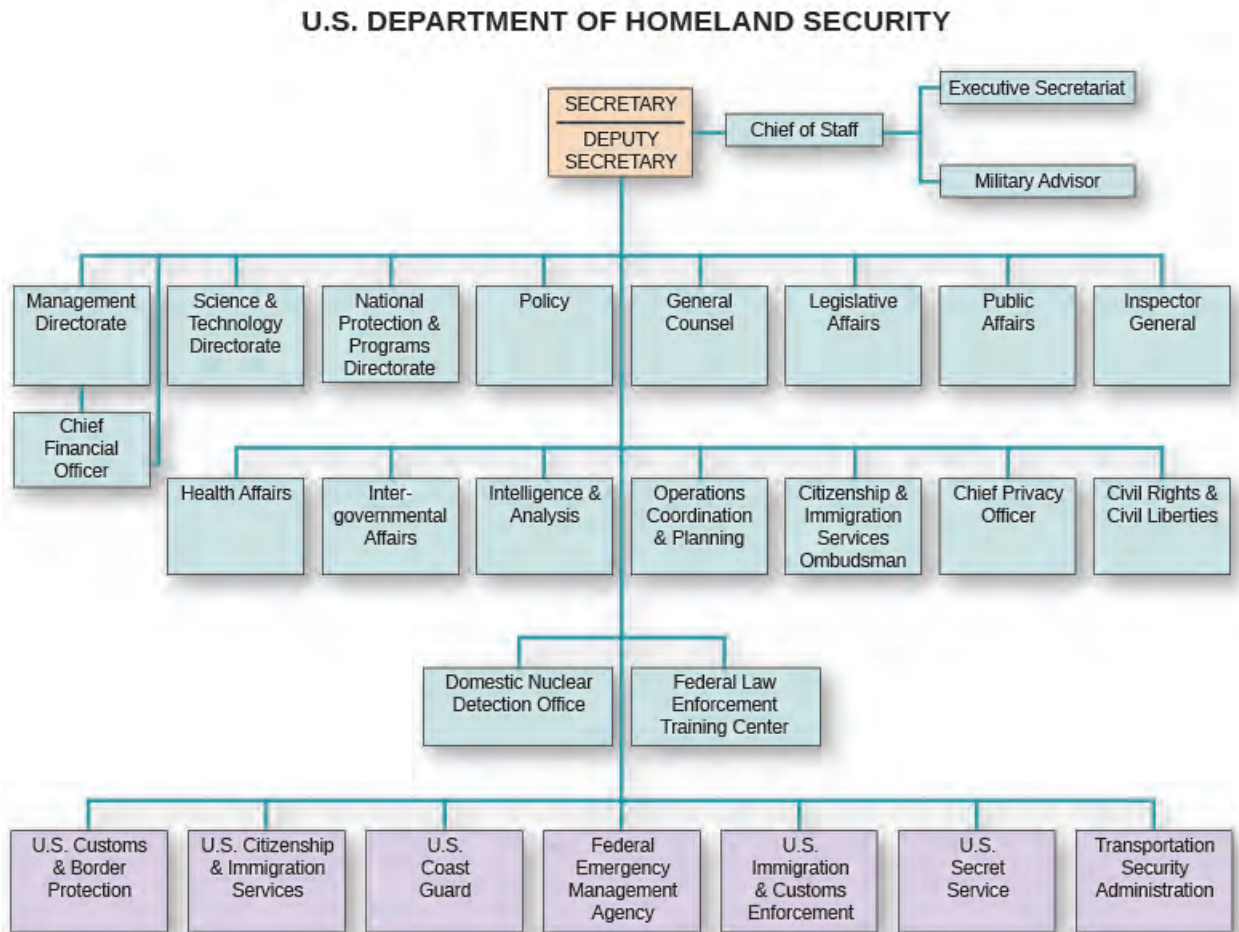 U.S. DEPARTMENT OF HOMELAND SECURITY
SECRETARY
DEPUTY
SECRETARY
Chief of Staff
Executive Secretariat
Military Advisor
Management
Directorate
Science &
Technology
Directorate
National
Protection &
Programs
Directorate
Policy
General
Counsel
Legislative
Affairs
Public
Affairs
Inspector
General
Chief
Financial
Officer
Health Affairs
Inter-
governmental
Affairs
Intelligence &
Analysis
Operations
Coordination
& Planning
Citizenship &
Immigration
Services
Ombudsman
Chief Privacy
Officer
Civil Rights &
Civil Liberties
Domestic Nuclear
Detection Office
Federal Law
Enforcement
Training Center
U.S. Customs
& Border
Protection
U.S. Citizenship
& Immigration
Services
U.S.
Coast
Guard
Federal
Emergency
Management
Agency
U.S.
Immigration
& Customs
Enforcement
U.S.
Secret
Service
Transportation
Security
Administration